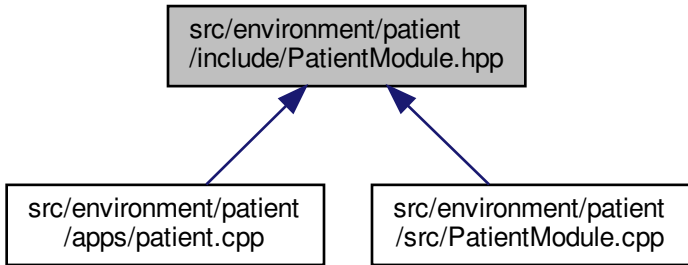 src/environment/patient
/include/PatientModule.hpp
src/environment/patient
/apps/patient.cpp
src/environment/patient
/src/PatientModule.cpp